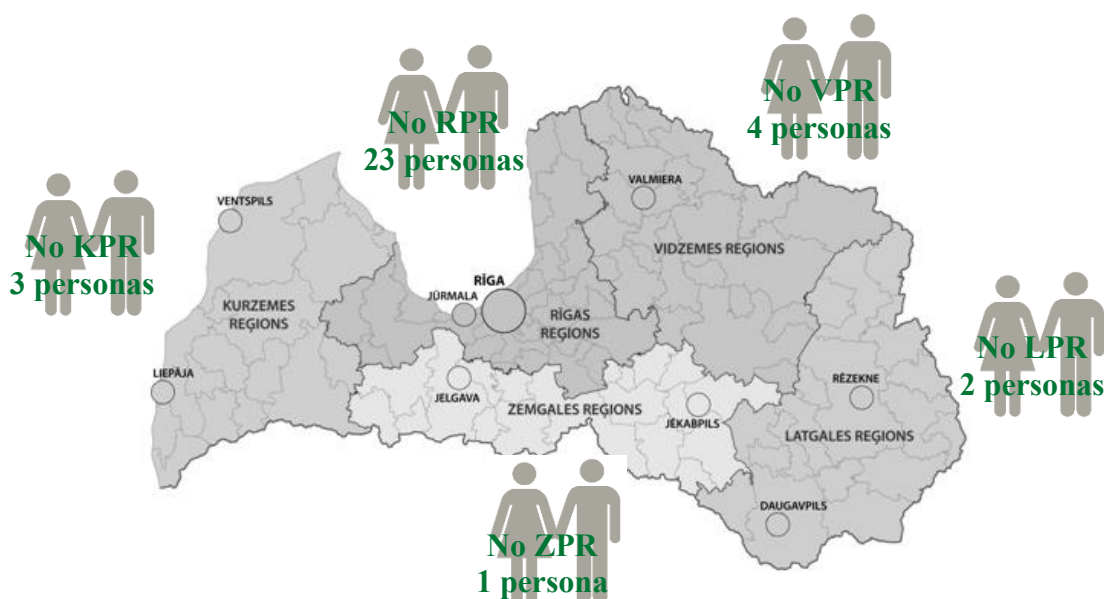 No VPR
4 personas
No RPR
23 personas
No KPR
3 personas
VENTSPILS
VALMIERA
VIDZEMES REĢIONS
RĪGA
JŪRMALA
KURZEMES
REĢIONS
RĪGAS
REĢIONS
No LPR
2 personas
LIEPĀJA
JELGAVA
ZEMGALES REĢIONS
JĒKABPILS
RĒZEKNE
LATGALES REĢIONS
DAUGAVPILS
No ZPR
1 persona